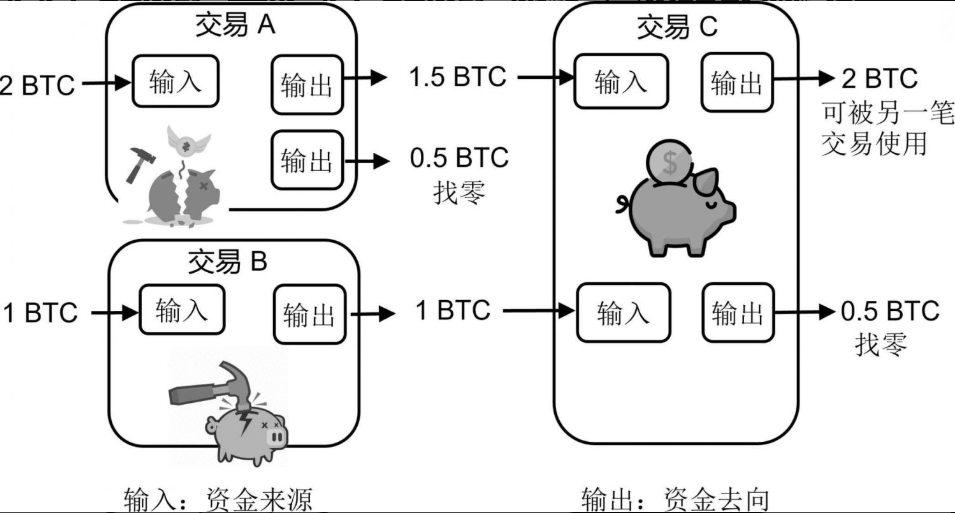 交易 A
2 BTC
输入
输出
1.5 BTC
输出
0.5 BTC
找零
交易 B
1 BTC
输入
输出
1 BTC
交易 C
输入
输出
2 BTC
可被另一笔
交易使用
$
输入
输出
0.5 BTC
找零
输入：资金来源
输出：资金去向